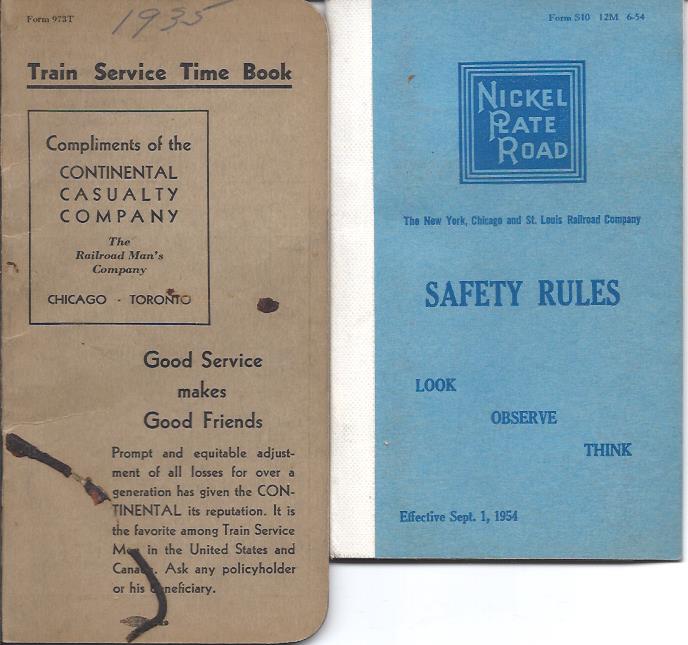 Form 973T
1935
Train Service Time Book
Compliments of the
CONTINENTAL
CASUALTY
COMPANY
The
Railroad Man's
Company
CHICAGO - TORONTO
Good Service
makes
Good Friends
Prompt and equitable adjust-
ment of all losses for over a
generation has given the CON-
TINENTAL its reputation. It is
the favorite among Train Service
Men in the United States and
Canada. Ask any policyholder
or his beneficiary.
Form S10 12M 6-54
NICKEL
PLATE
ROAD
The New York, Chicago and St. Louis Railroad Company
SAFETY RULES
LOOK
OBSERVE
THINK
Effective Sept. 1, 1954